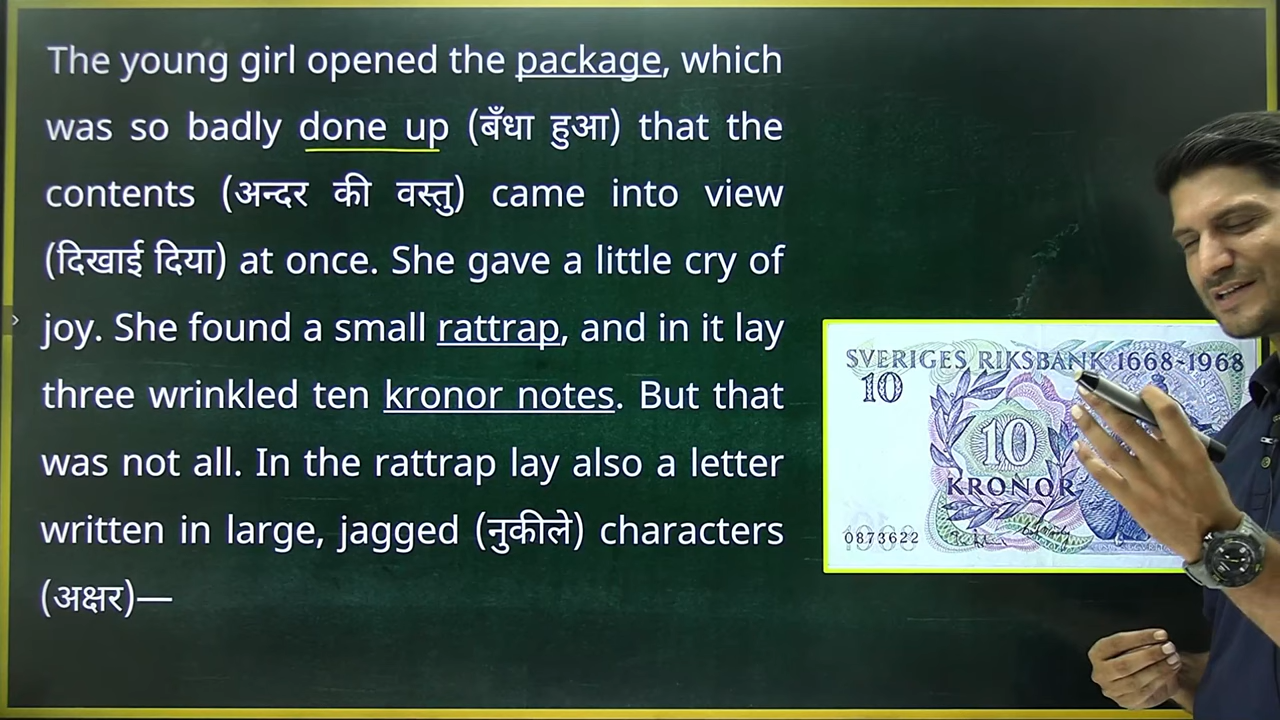 The young girl opened the package, which
was so badly done up (बँधा हुआ) that the
contents (अन्दर की वस्तु) came into view
(दिखाई दिया) at once. She gave a little cry of
joy. She found a small rattrap, and in it lay
three wrinkled ten kronor notes. But that
was not all. In the rattrap lay also a letter
written in large, jagged (नुकीले) characters
(अक्षर)—
SVERIGES RIKSBANK 1668-1968
10
10
KRONOR
0873622